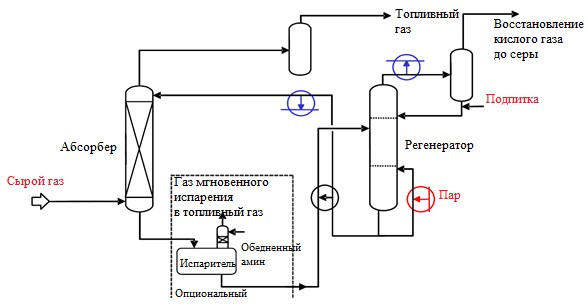 Топливный
газ
Восстановление
кислого газа
до серы
Подпитка
Абсорбер
Регенератор
Сырой газ
Газ мгновенного
испарения
в топливный газ
Пар
Обедненный
амин
Испаритель
Опциональный